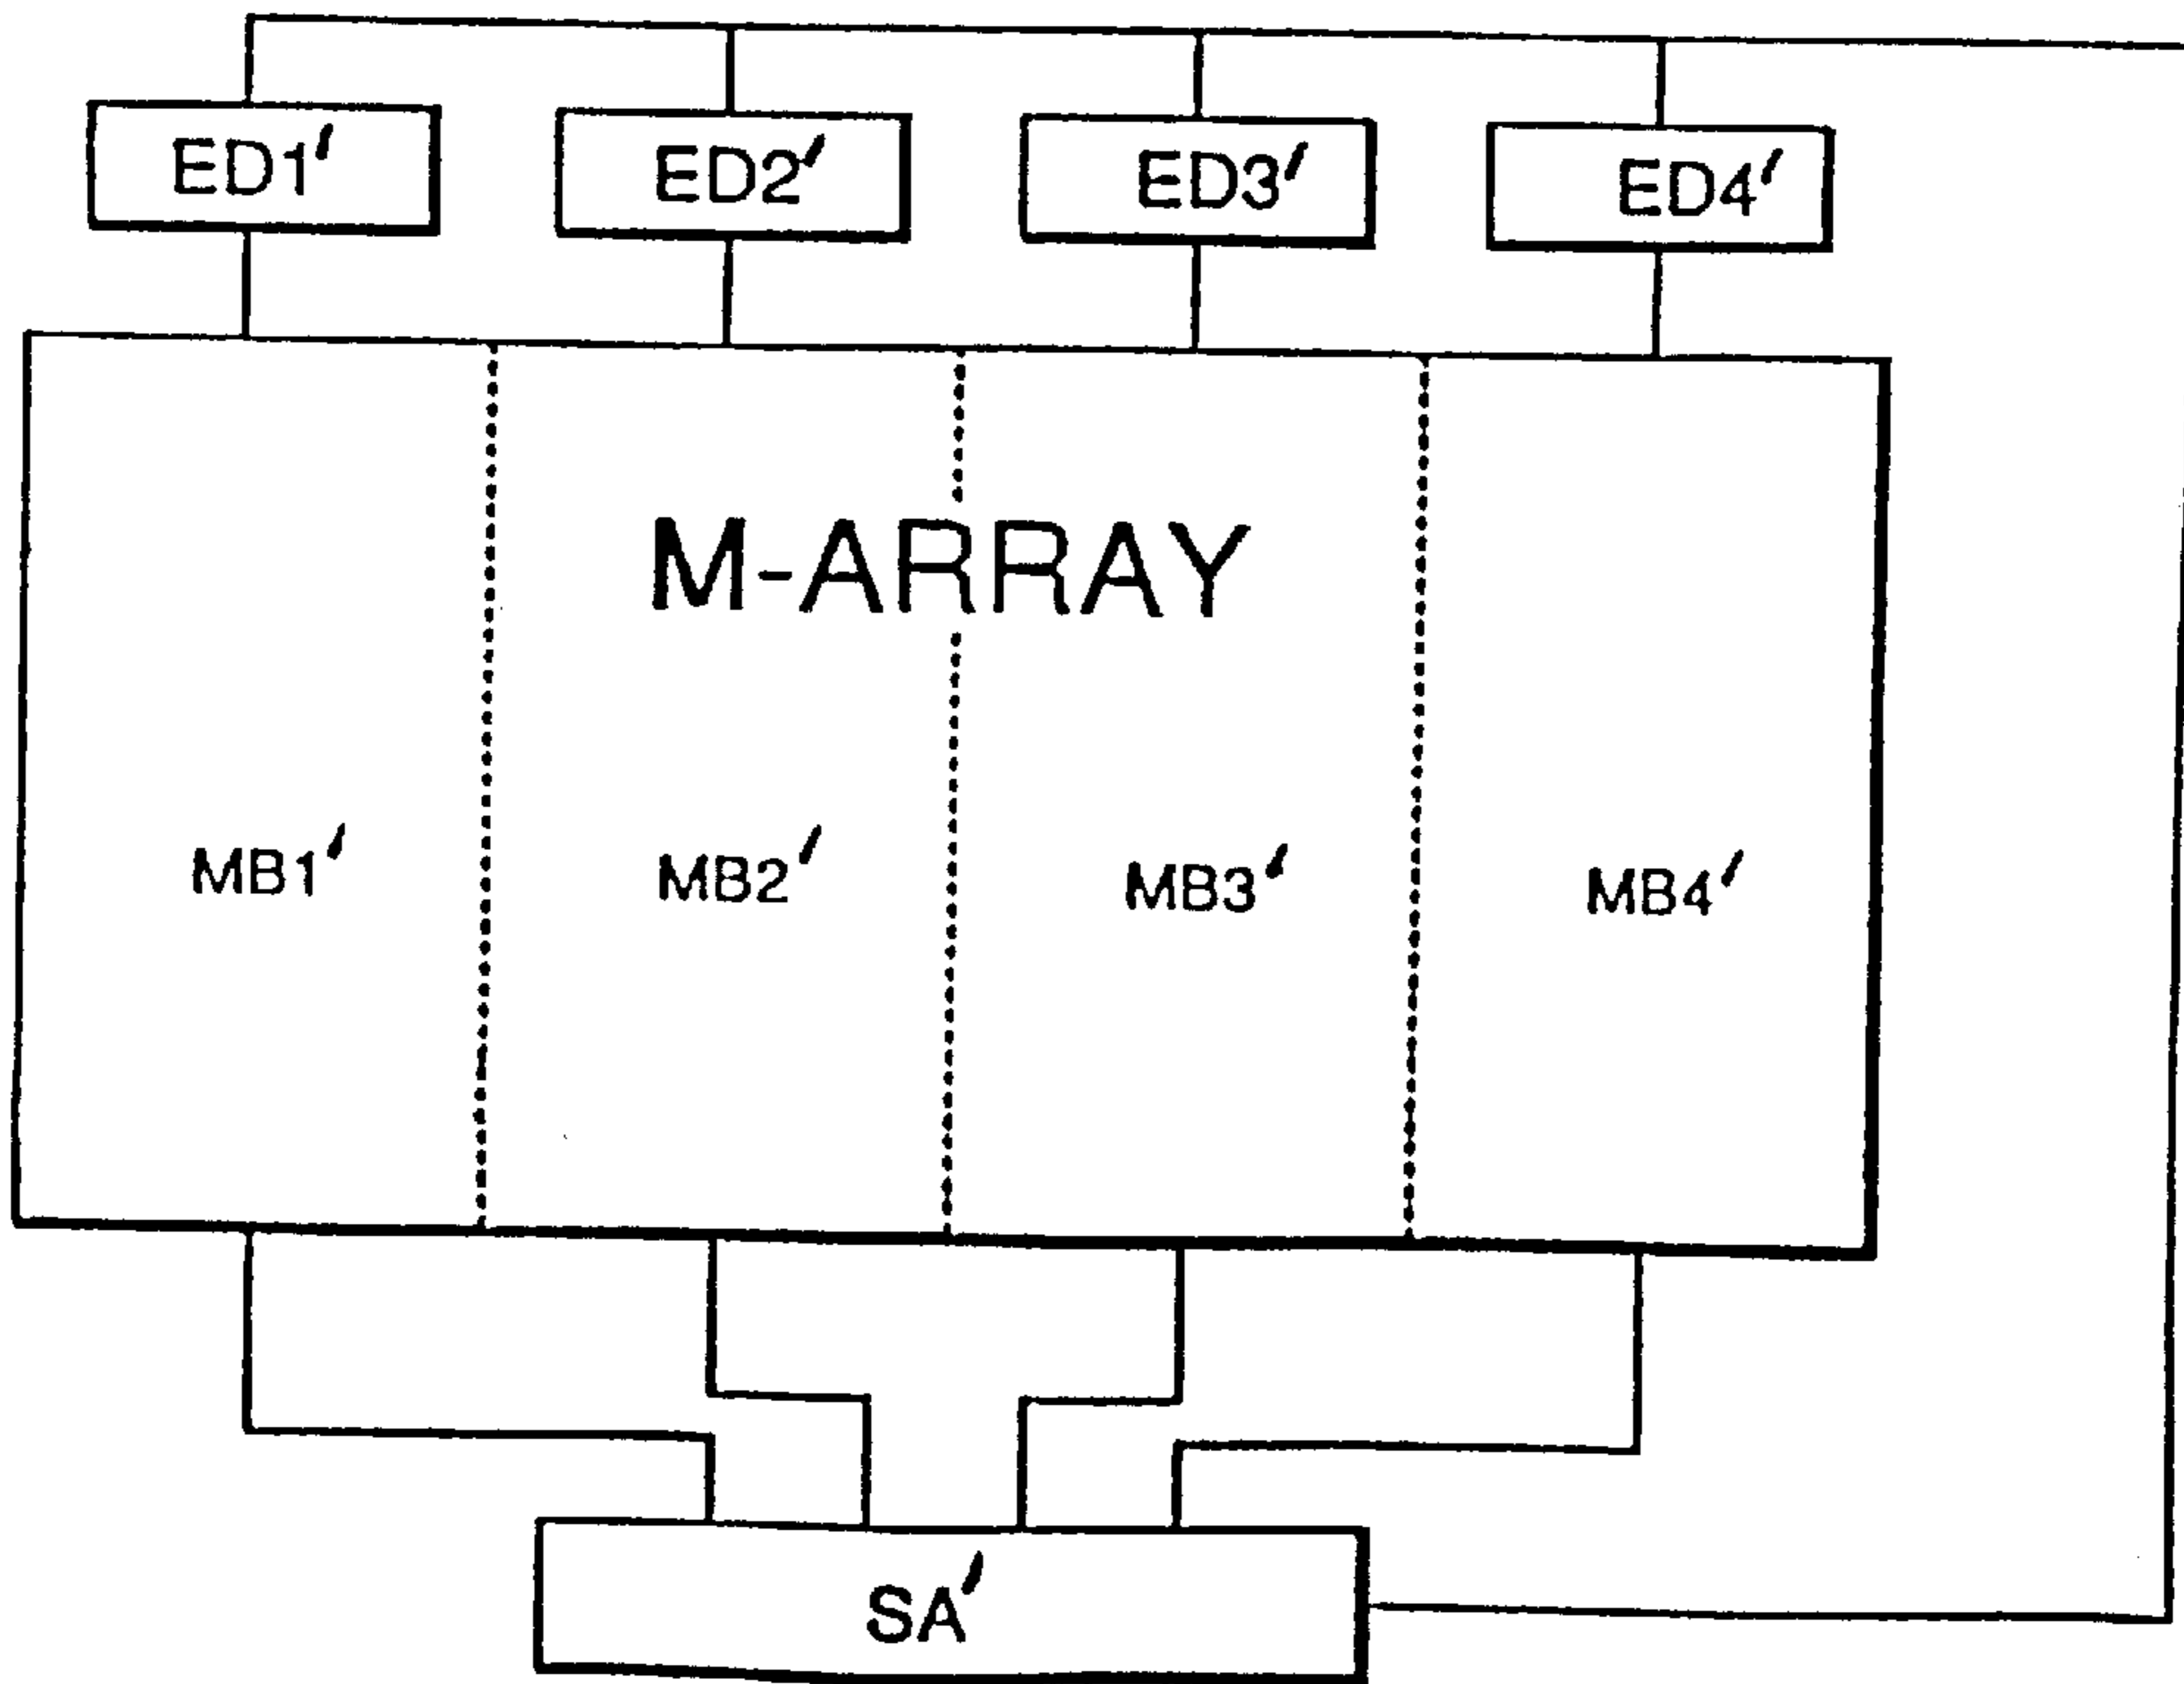 ED1′ ED2′ ED3′ ED4′
M-ARRAY
MB1′ MB2′ MB3′ MB4′
SA′